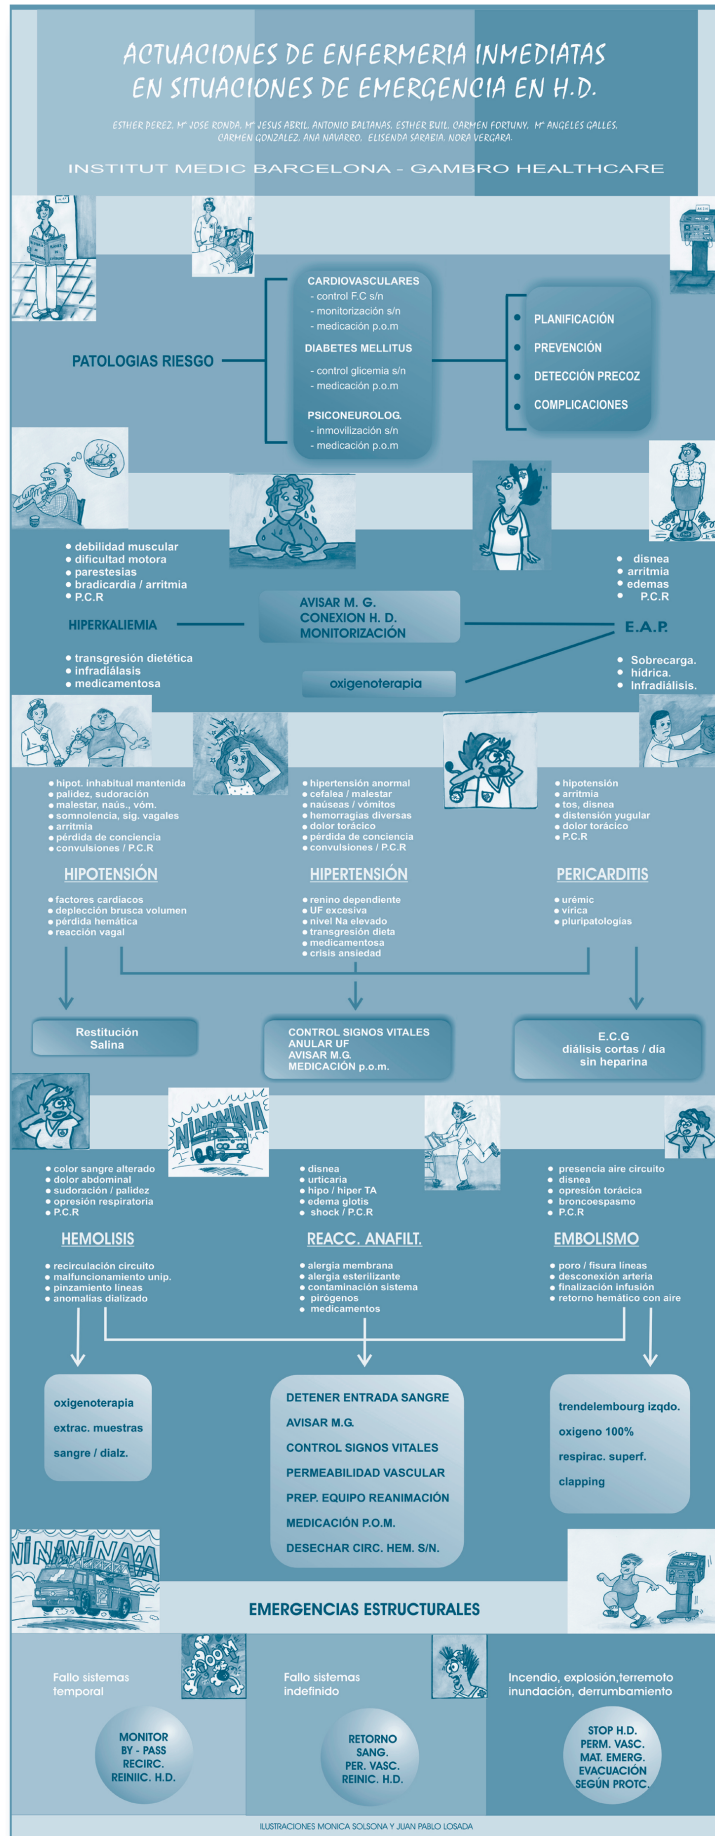 ACTUACIONES DE ENFERMERIA INMEDIATAS
EN SITUACIONES DE EMERGENCIA EN H.D.
ESTHER PEREZ, Mª JOSE RONDA, Mª JESUS ABRIL, ANTONIO BALTANAS, ESTHER BUIL, CARMEN FORTUNY, Mª ANGELES GALLES,
CARMEN GONZALEZ, ANA NAVARRO, ELISENDA SARABIA, NORA VERGARA.
INSTITUT MEDIC BARCELONA - GAMBRO HEALTHCARE
PATOLOGIAS RIESGO
CARDIOVASCULARES
- control F.C s/n
- monitorización s/n
- medicación p.o.m
DIABETES MELLITUS
- control glicemia s/n
- medicación p.o.m
PSICONEUROLOG.
- inmovilización s/n
- medicación p.o.m
• PLANIFICACIÓN
• PREVENCIÓN
• DETECCIÓN PRECOZ
• COMPLICACIONES
• debilidad muscular
• dificultad motora
• parestesias
• bradicardia / arritmia
• P.C.R
HIPERKALIEMIA
• transgresión dietética
• infradiálasis
• medicamentosa
AVISAR M. G.
CONEXION H. D.
MONITORIZACIÓN
oxigenoterapia
• disnea
• arritmia
• edemas
• P.C.R
E.A.P.
• Sobrecarga.
• hídrica.
• Infradiálisis.
• hipot. inhabitual mantenida
• palidez, sudoración
• malestar, naús., vóm.
• somnolencia, sig. vagales
• arritmia
• pérdida de conciencia
• convulsiones / P.C.R
HIPOTENSIÓN
• factores cardíacos
• deplección brusca volumen
• pérdida hemática
• reacción vagal
• hipertensión anormal
• cefalea / malestar
• naúseas / vómitos
• hemorragias diversas
• dolor torácico
• pérdida de conciencia
• convulsiones / P.C.R
HIPERTENSIÓN
• renino dependiente
• UF excesiva
• nivel Na elevado
• transgresión dieta
• medicamentosa
• crisis ansiedad
• hipotensión
• arritmia
• tos, disnea
• distensión yugular
• dolor torácico
• P.C.R
PERICARDITIS
• urémic
• vírica
• pluripatologías
Restitución
Salina
CONTROL SIGNOS VITALES
ANULAR UF
AVISAR M.G.
MEDICACIÓN p.o.m.
E.C.G
diálisis cortas / día
sin heparina
NINANINA
• color sangre alterado
• dolor abdominal
• sudoración / palidez
• opresión respiratoria
• P.C.R
HEMOLISIS
• recirculación circuito
• malfuncionamiento unip.
• pinzamiento líneas
• anomalías dializado
• disnea
• urticaria
• hipo / hiper TA
• edema glotis
• shock / P.C.R
REACC. ANAFILT.
• alergia membrana
• alergia esterilizante
• contaminación sistema
• pirógenos
• medicamentos
• presencia aire circuito
• disnea
• opresión torácica
• broncoespasmo
• P.C.R
EMBOLISMO
• poro / fisura líneas
• desconexión arteria
• finalización infusión
• retorno hemático con aire
oxigenoterapia
extrac. muestras
sangre / dialz.
DETENER ENTRADA SANGRE
AVISAR M.G.
CONTROL SIGNOS VITALES
PERMEABILIDAD VASCULAR
PREP. EQUIPO REANIMACIÓN
MEDICACIÓN P.O.M.
DESECHAR CIRC. HEM. S/N.
trendelembourg izqdo.
oxigeno 100%
respirac. superf.
clapping
NINANINAA
EMERGENCIAS ESTRUCTURALES
Fallo sistemas
temporal
BROOM
MONITOR
BY - PASS
RECIRC.
REINIIC. H.D.
Fallo sistemas
indefinido
RETORNO
SANG.
PER. VASC.
REINIC. H.D.
Incendio, explosión,terremoto
inundación, derrumbamiento
STOP H.D.
PERM. VASC.
MAT. EMERG.
EVACUACIÓN
SEGÚN PROTC.
ILUSTRACIONES MONICA SOLSONA Y JUAN PABLO LOSADA